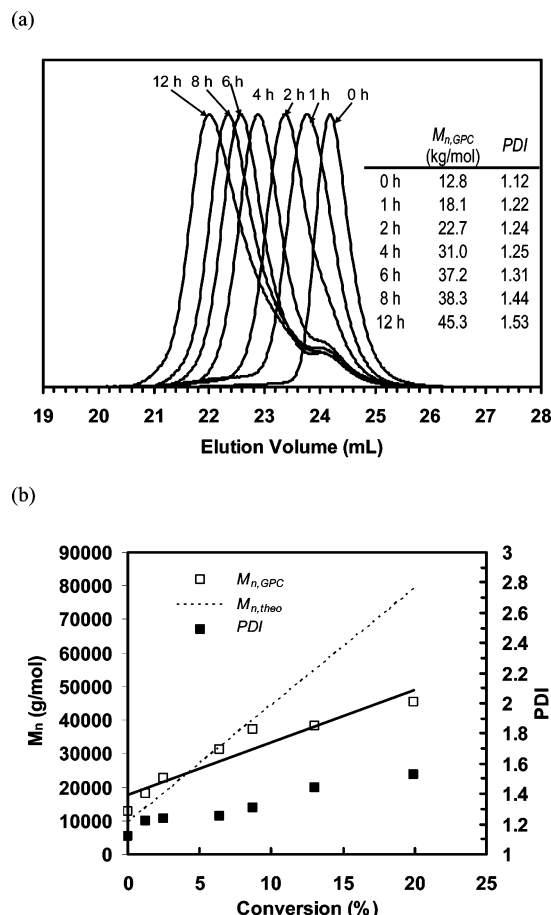 (a)
12 h 8 h 6 h 4 h 2 h 1 h 0 h
M_{n,GPC} (kg/mol) PDI
0 h 12.8 1.12
1 h 18.1 1.22
2 h 22.7 1.24
4 h 31.0 1.25
6 h 37.2 1.31
8 h 38.3 1.44
12 h 45.3 1.53
19 20 21 22 23 24 25 26 27 28
Elution Volume (mL)
(b)
M_{n,GPC}
M_{n,theo}
PDI
90000
80000
70000
60000
50000
40000
30000
20000
10000
0
Mₙ (g/mol)
3
2.8
2.6
2.4
2.2
2
1.8
1.6
1.4
1.2
1
PDI
0 5 10 15 20 25
Conversion (%)